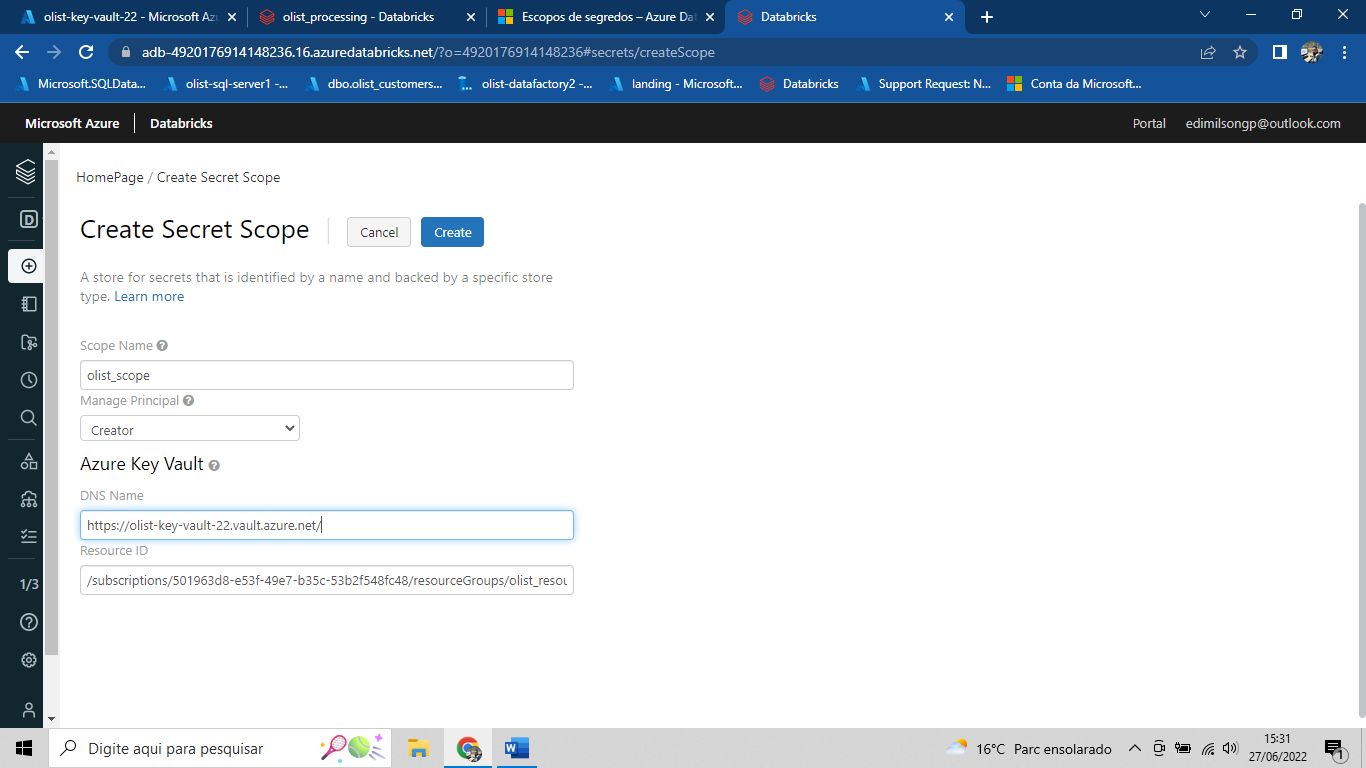 olist-key-vault-22 - Microsoft Azu
olist_processing - Databricks
Escopos de segredos – Azure Dat
Databricks
adb-4920176914148236.16.azuredatabricks.net/?o=4920176914148236#secrets/createScope
Microsoft.SQLData...
olist-sql-server1 -...
dbo.olist_customers...
olist-datafactory2 -...
landing - Microsoft...
Databricks
Support Request: N...
Conta da Microsoft...
Microsoft Azure
Databricks
Portal
edimilsongp@outlook.com
D
HomePage / Create Secret Scope
Create Secret Scope
Cancel
Create
A store for secrets that is identified by a name and backed by a specific store
type. Learn more
Scope Name
olist_scope
Manage Principal
Creator
Azure Key Vault
DNS Name
https://olist-key-vault-22.vault.azure.net/
Resource ID
/subscriptions/501963d8-e53f-49e7-b35c-53b2f548fc48/resourceGroups/olist_resou
1/3
Digite aqui para pesquisar
16°C Parc ensolarado
15:31
27/06/2022
1